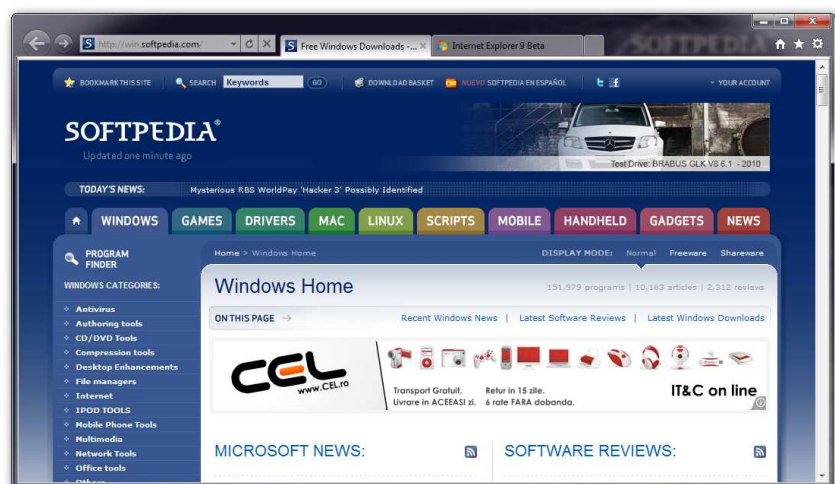 SOFTPEDIA
http://win.softpedia.com/
Free Windows Downloads -...
Internet Explorer 9 Beta
BOOKMARK THIS SITE
SEARCH
Keywords
GO
DOWNLOAD BASKET
NUEVO SOFTPEDIA EN ESPAÑOL
YOUR ACCOUNT
SOFTPEDIA®
Updated one minute ago
Test Drive: BRABUS GLK V8 6.1 - 2010
TODAY'S NEWS:
Mysterious RBS WorldPay 'Hacker 3' Possibly Identified
WINDOWS GAMES DRIVERS MAC LINUX SCRIPTS MOBILE HANDHELD GADGETS NEWS
PROGRAM
FINDER
Home > Windows Home
DISPLAY MODE: Normal Freeware Shareware
WINDOWS CATEGORIES:
Antivirus
Authoring tools
CD/DVD Tools
Compression tools
Desktop Enhancements
File managers
Internet
IPOD TOOLS
Mobile Phone Tools
Multimedia
Network Tools
Office tools
Others
Windows Home
151,979 programs | 10,183 articles | 2,312 reviews
ON THIS PAGE
Recent Windows News | Latest Software Reviews | Latest Windows Downloads
CEL
www.CEL.ro
Transport Gratuit. Retur in 15 zile.
Livrare in ACEEASI zi. 6 rate FARA dobanda.
IT&C on line
MICROSOFT NEWS:
SOFTWARE REVIEWS: